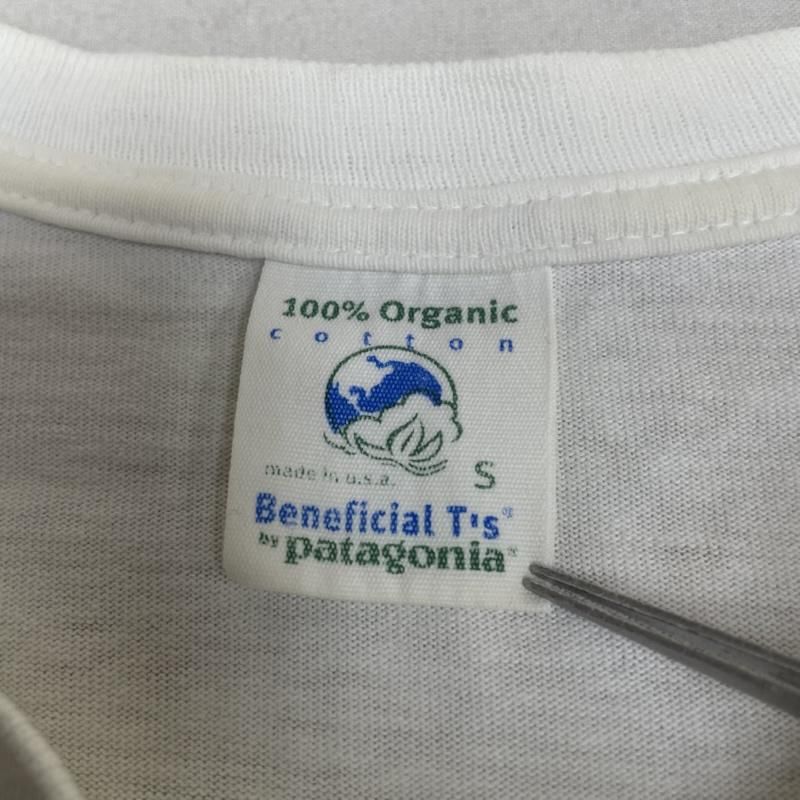 100% Organic
cotton
made in u.s.a.
S
Beneficial T's®
by patagonia®